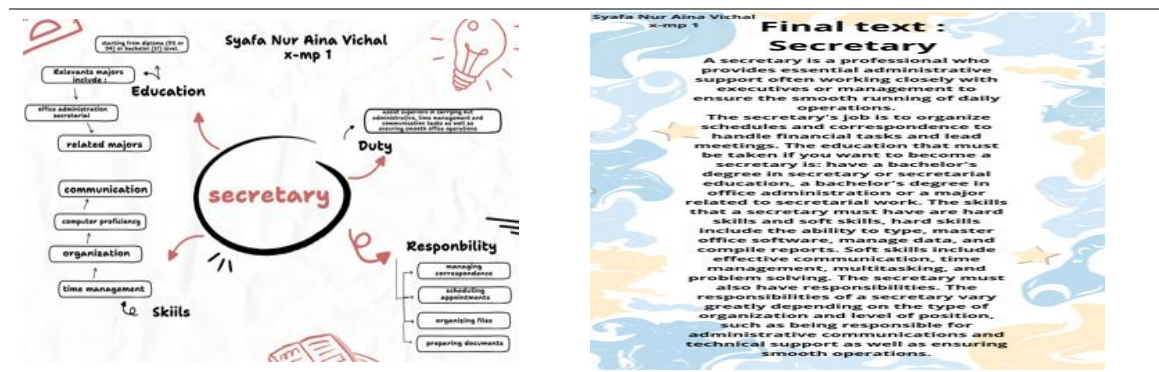 starting from diploma (D3 or
D4) or bachelor (S1) level.
Syafa Nur Aina Vichal
x-mp 1
Relevants majors
include :
Education
office administration
secretarial
related majors
assist superiors in carrying out
administrative, time management and
communication tasks as well as
ensuring smooth office operations
Duty
secretary
communication
computer proficiency
organization
time management
Skiils
Responbility
managing
correspondence
scheduling
appointments
organizing files
preparing documents
Syafa Nur Aina Vichal
x-mp 1
Final text :
Secretary
A secretary is a professional who
provides essential administrative
support often working closely with
executives or management to
ensure the smooth running of daily
operations.
The secretary's job is to organize
schedules and correspondence to
handle financial tasks and lead
meetings. The education that must
be taken if you want to become a
secretary is: have a bachelor's
degree in secretary or secretarial
education, a bachelor's degree in
office administration or a major
related to secretarial work. The skills
that a secretary must have are hard
skills and soft skills, hard skills
include the ability to type, master
office software, manage data, and
compile reports. Soft skills include
effective communication, time
management, multitasking, and
problem solving. The secretary must
also have responsibilities. The
responsibilities of a secretary vary
greatly depending on the type of
organization and level of position,
such as being responsible for
administrative communications and
technical support as well as ensuring
smooth operations.